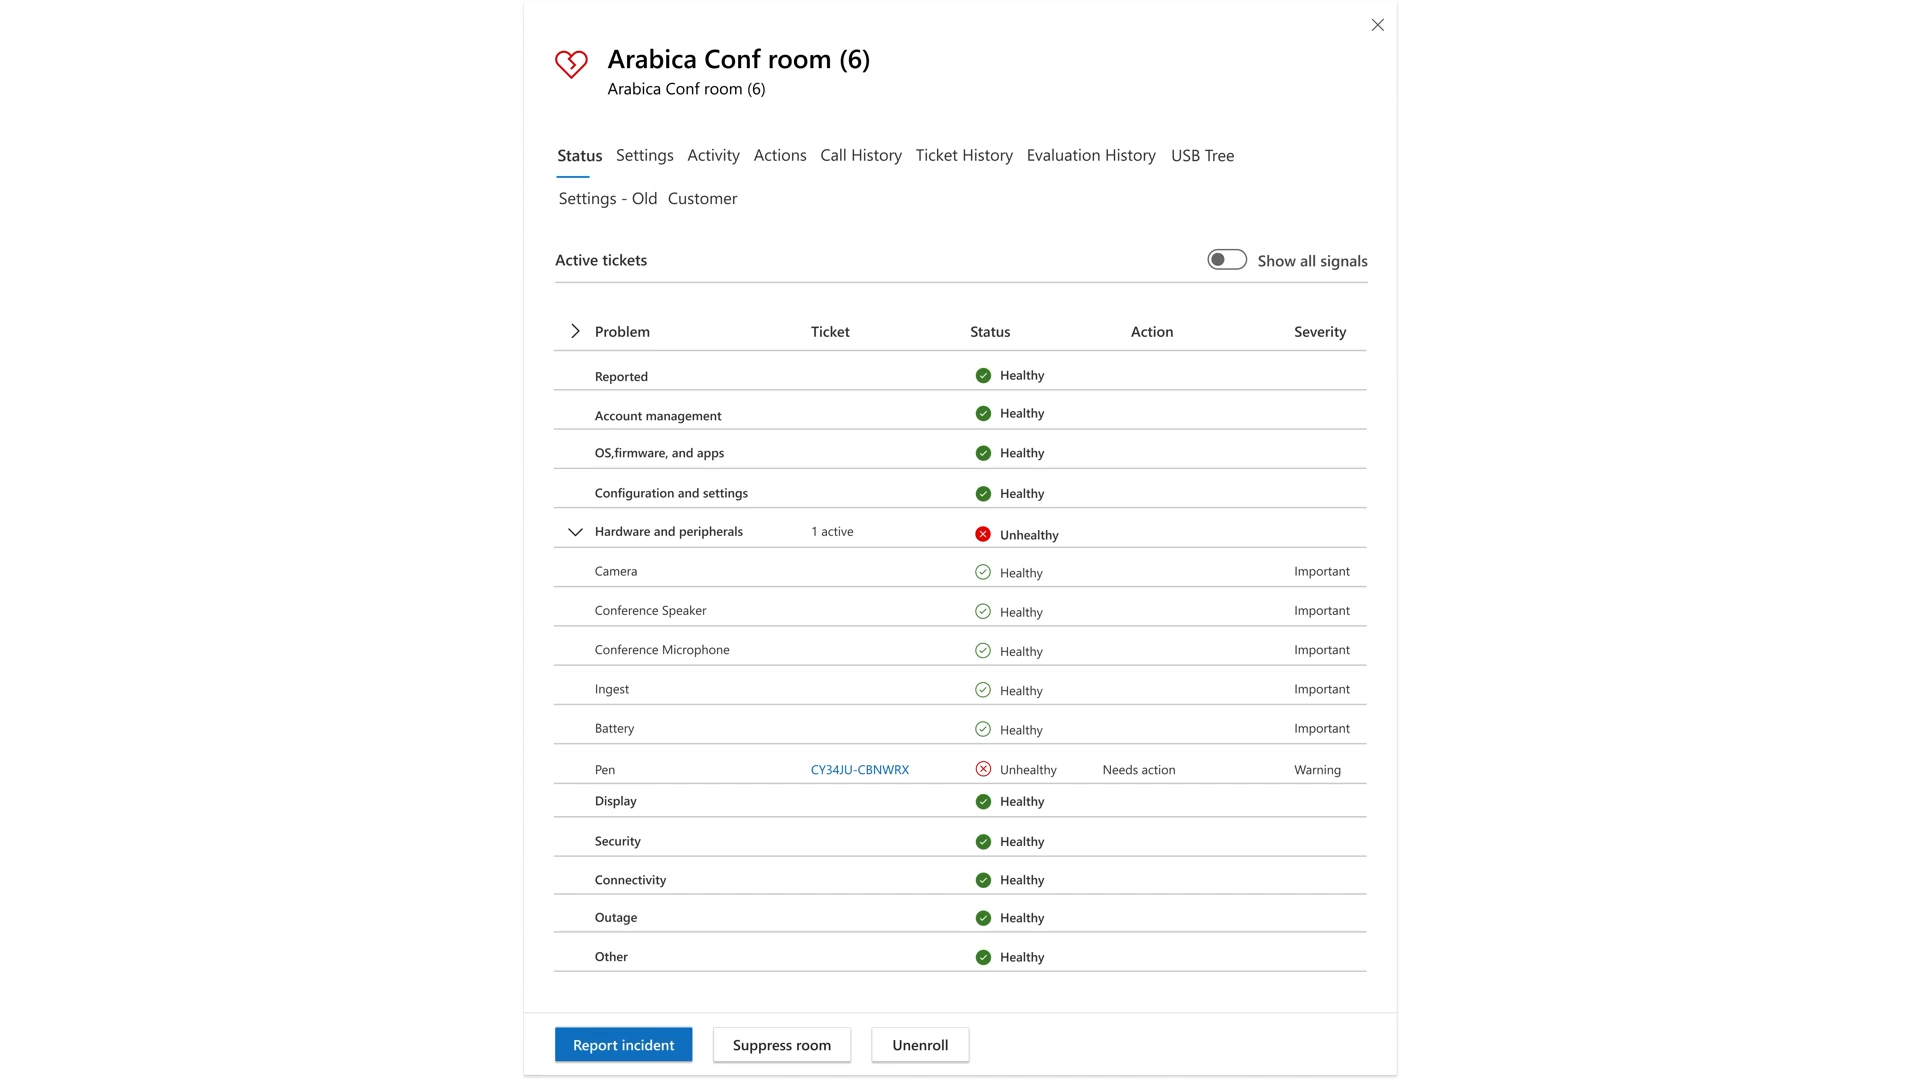 Arabica Conf room (6)
Arabica Conf room (6)
Status Settings Activity Actions Call History Ticket History Evaluation History USB Tree
Settings - Old Customer
Active tickets Show all signals
Problem Ticket Status Action Severity
Reported Healthy
Account management Healthy
OS,firmware, and apps Healthy
Configuration and settings Healthy
Hardware and peripherals 1 active Unhealthy
Camera Healthy Important
Conference Speaker Healthy Important
Conference Microphone Healthy Important
Ingest Healthy Important
Battery Healthy Important
Pen CY34JU-CBNWRX Unhealthy Needs action Warning
Display Healthy
Security Healthy
Connectivity Healthy
Outage Healthy
Other Healthy
Report incident Suppress room Unenroll